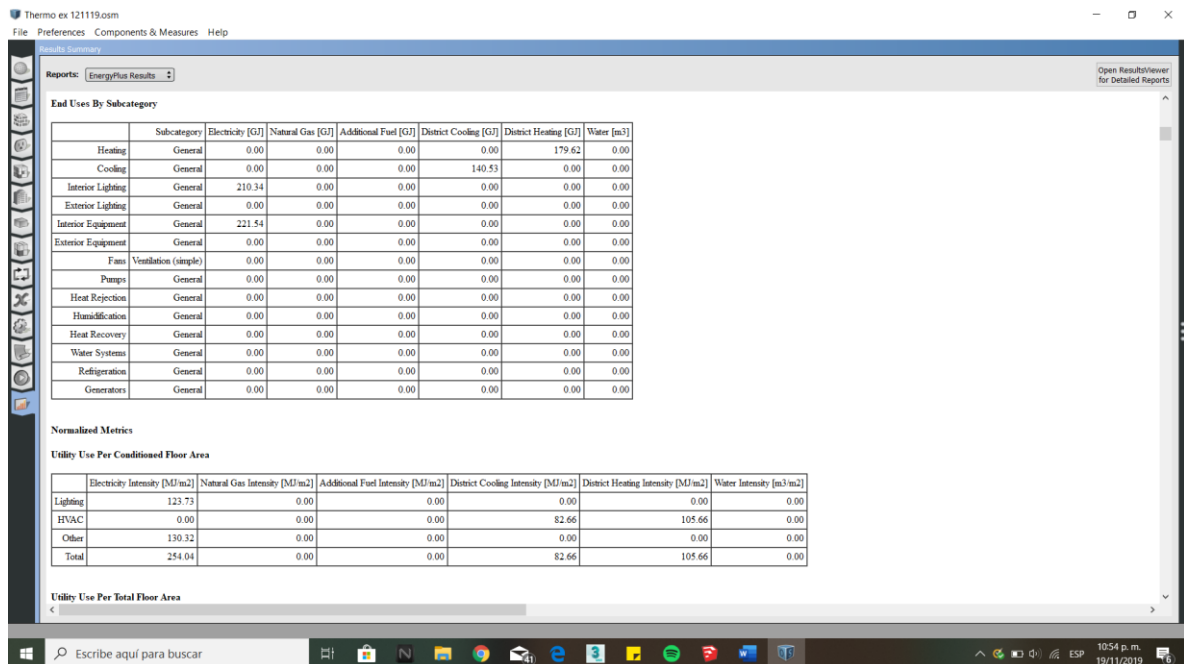 Thermo ex 121119.osm
File Preferences Components & Measures Help
Results Summary
Reports: EnergyPlus Results
Open ResultsViewer
for Detailed Reports
End Uses By Subcategory
Subcategory Electricity [GJ] Natural Gas [GJ] Additional Fuel [GJ] District Cooling [GJ] District Heating [GJ] Water [m3]
Heating General 0.00 0.00 0.00 0.00 179.62 0.00
Cooling General 0.00 0.00 0.00 140.53 0.00 0.00
Interior Lighting General 210.34 0.00 0.00 0.00 0.00 0.00
Exterior Lighting General 0.00 0.00 0.00 0.00 0.00 0.00
Interior Equipment General 221.54 0.00 0.00 0.00 0.00 0.00
Exterior Equipment General 0.00 0.00 0.00 0.00 0.00 0.00
Fans Ventilation (simple) 0.00 0.00 0.00 0.00 0.00 0.00
Pumps General 0.00 0.00 0.00 0.00 0.00 0.00
Heat Rejection General 0.00 0.00 0.00 0.00 0.00 0.00
Humidification General 0.00 0.00 0.00 0.00 0.00 0.00
Heat Recovery General 0.00 0.00 0.00 0.00 0.00 0.00
Water Systems General 0.00 0.00 0.00 0.00 0.00 0.00
Refrigeration General 0.00 0.00 0.00 0.00 0.00 0.00
Generators General 0.00 0.00 0.00 0.00 0.00 0.00
Normalized Metrics
Utility Use Per Conditioned Floor Area
Electricity Intensity [MJ/m2] Natural Gas Intensity [MJ/m2] Additional Fuel Intensity [MJ/m2] District Cooling Intensity [MJ/m2] District Heating Intensity [MJ/m2] Water Intensity [m3/m2]
Lighting 123.73 0.00 0.00 0.00 0.00 0.00
HVAC 0.00 0.00 0.00 82.66 105.66 0.00
Other 130.32 0.00 0.00 0.00 0.00 0.00
Total 254.04 0.00 0.00 82.66 105.66 0.00
Utility Use Per Total Floor Area
Escribe aquí para buscar
41
ESP
10:54 p. m.
19/11/2019
6